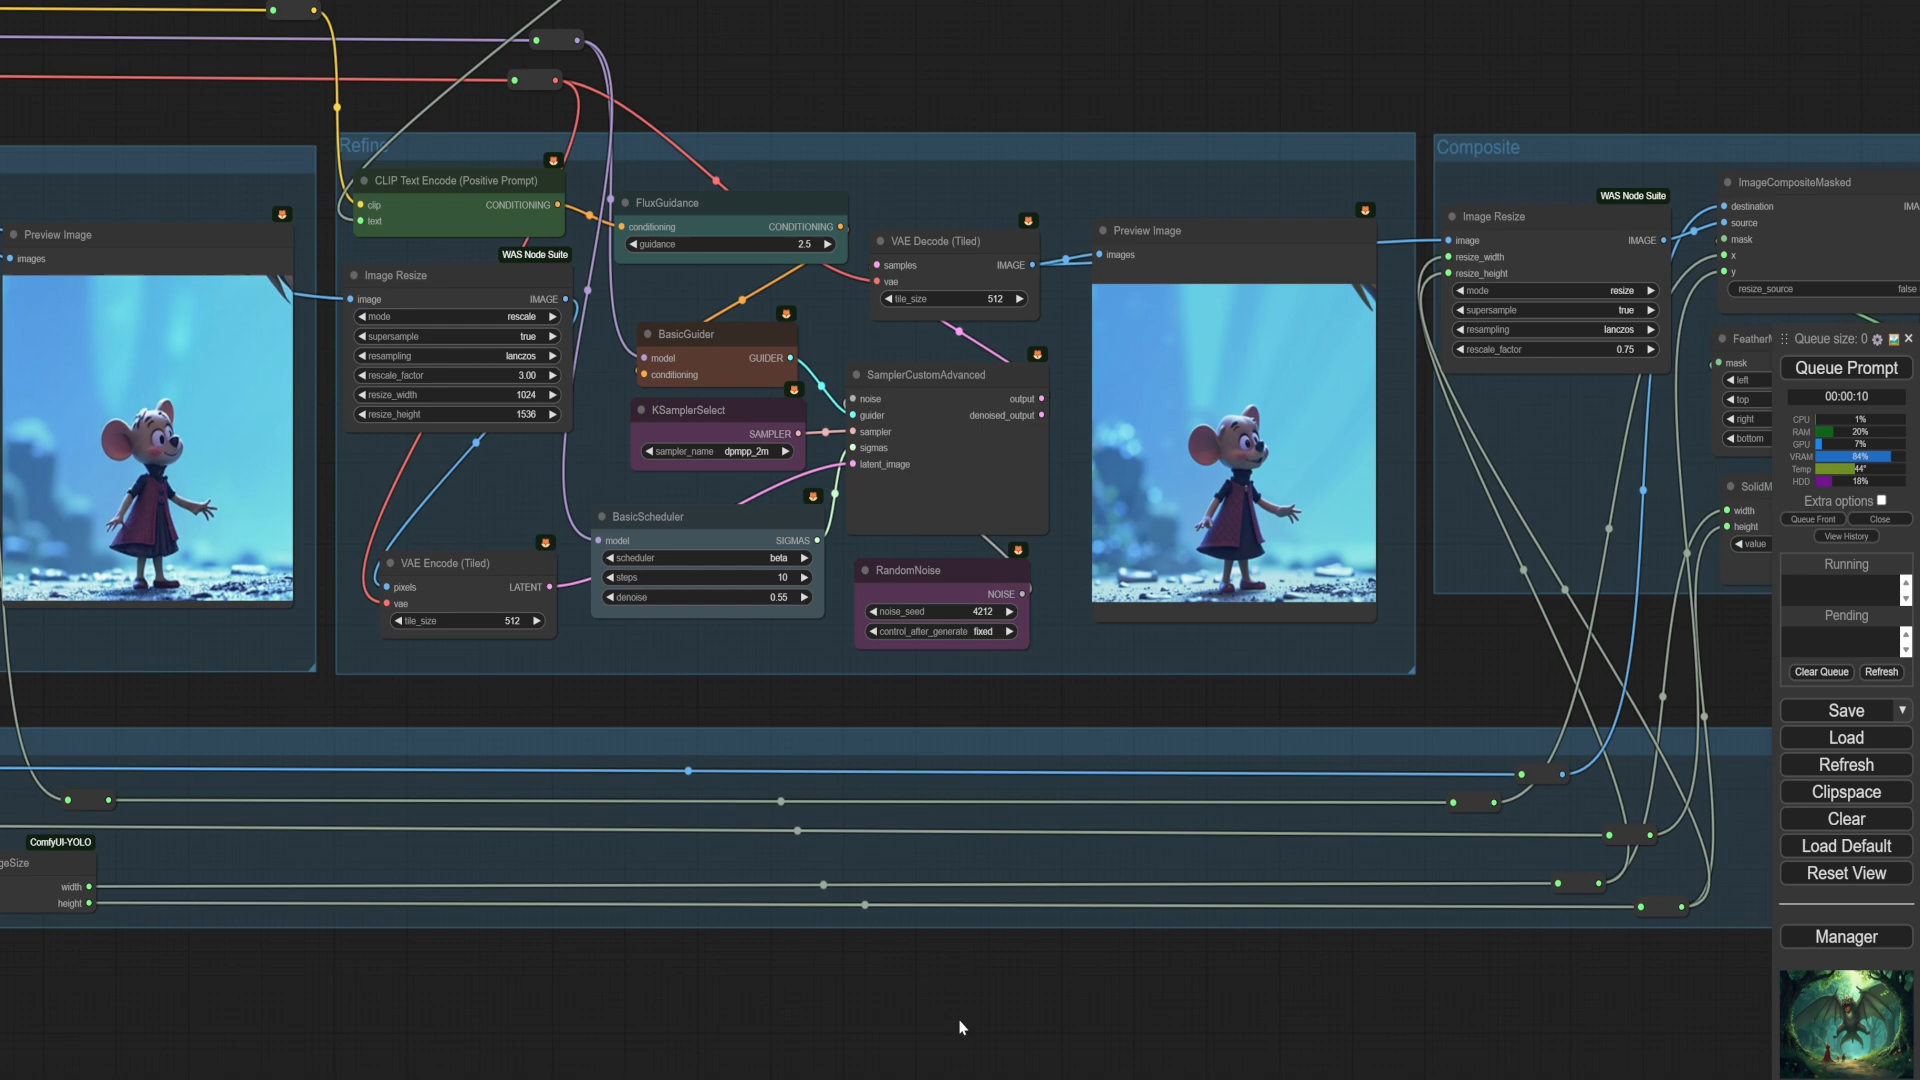 Refine
CLIP Text Encode (Positive Prompt)
clip
CONDITIONING
text
Preview Image
images
WAS Node Suite
Image Resize
image
IMAGE
mode
rescale
supersample
true
resampling
lanczos
rescale_factor
3.00
resize_width
1024
resize_height
1536
VAE Encode (Tiled)
pixels
LATENT
vae
tile_size
512
FluxGuidance
conditioning
CONDITIONING
guidance
2.5
BasicGuider
model
GUIDER
conditioning
KSamplerSelect
SAMPLER
sampler_name
dpmpp_2m
BasicScheduler
model
SIGMAS
scheduler
beta
steps
10
denoise
0.55
VAE Decode (Tiled)
samples
IMAGE
vae
tile_size
512
SamplerCustomAdvanced
noise
output
guider
denoised_output
sampler
sigmas
latent_image
RandomNoise
NOISE
noise_seed
4212
control_after_generate
fixed
Preview Image
images
Composite
WAS Node Suite
Image Resize
image
IMAGE
resize_width
resize_height
mode
resize
supersample
true
resampling
lanczos
rescale_factor
0.75
ImageCompositeMasked
destination
IMA
source
mask
x
y
resize_source
false
FeatherM
mask
left
top
right
bottom
SolidM
width
height
value
Queue size: 0
Queue Prompt
00:00:10
CPU
1%
RAM
20%
GPU
7%
VRAM
84%
Temp
44°
HDD
18%
Extra options
Queue Front
Close
View History
Running
Pending
Clear Queue
Refresh
Save
Load
Refresh
Clipspace
Clear
Load Default
Reset View
Manager
ComfyUI-YOLO
geSize
width
height